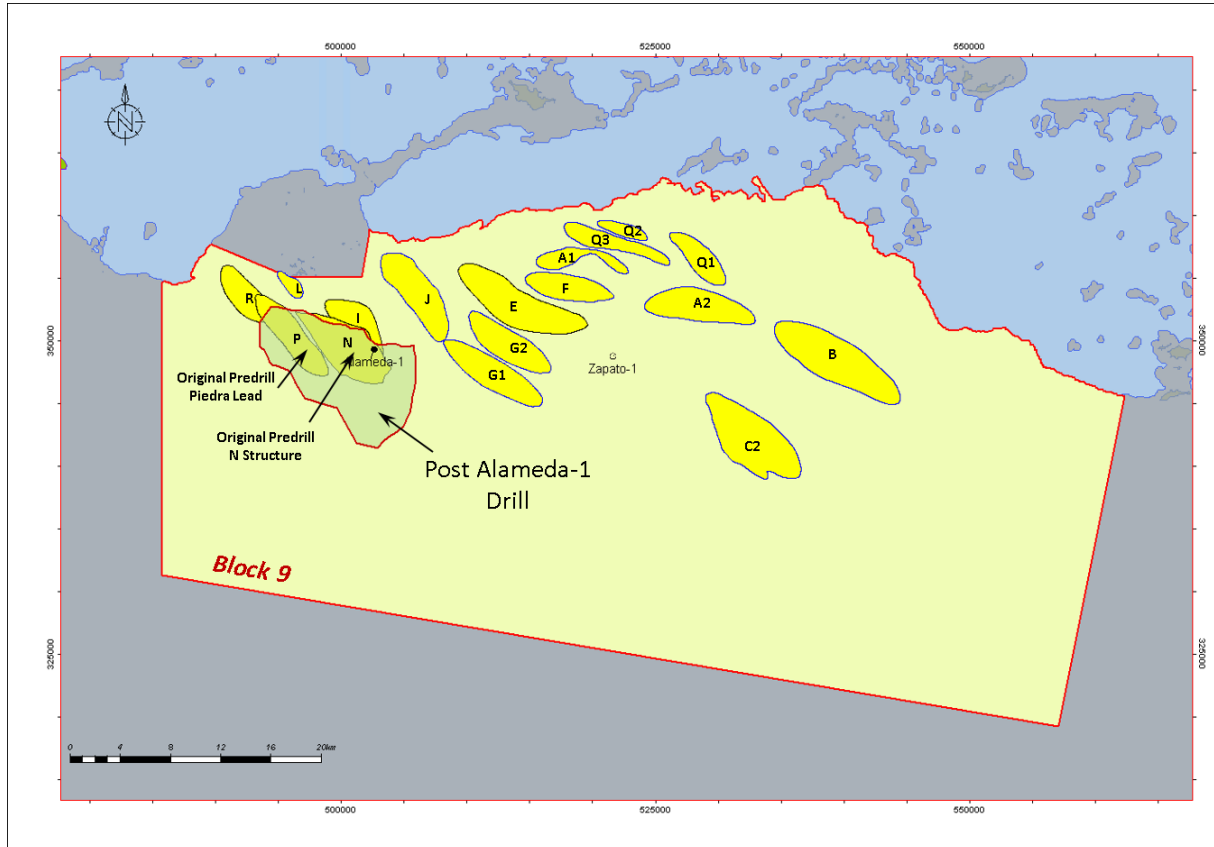 500000
525000
550000
N
Q2
Q3
Q1
A1
L
R
F
J
E
A2
I
350000
350000
P
N
Alameda-1
G2
B
Zapato-1
G1
Original Predrill
Piedra Lead
Original Predrill
N Structure
C2
Post Alameda-1
Drill
Block 9
325000
325000
0 4 8 12 16 20km
500000
525000
550000